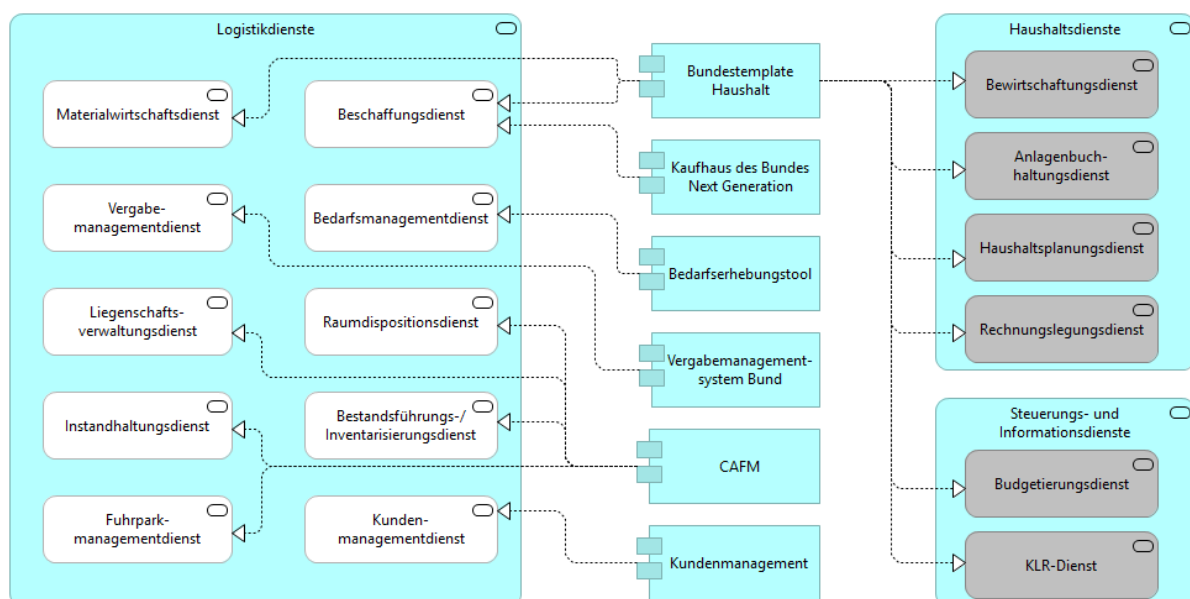 Logistikdienste
Materialwirtschaftsdienst
Beschaffungsdienst
Vergabe-
managementdienst
Bedarfsmanagementdienst
Liegenschafts-
verwaltungsdienst
Raumdispositionsdienst
Instandhaltungsdienst
Bestandsführungs-/
Inventarisierungsdienst
Fuhrpark-
managementdienst
Kunden-
managementdienst
Bundestemplate
Haushalt
Kaufhaus des Bundes
Next Generation
Bedarfserhebungstool
Vergabemanagement-
system Bund
CAFM
Kundenmanagement
Haushaltsdienste
Bewirtschaftungsdienst
Anlagenbuch-
haltungsdienst
Haushaltsplanungsdienst
Rechnungslegungsdienst
Steuerungs- und
Informationsdienste
Budgetierungsdienst
KLR-Dienst